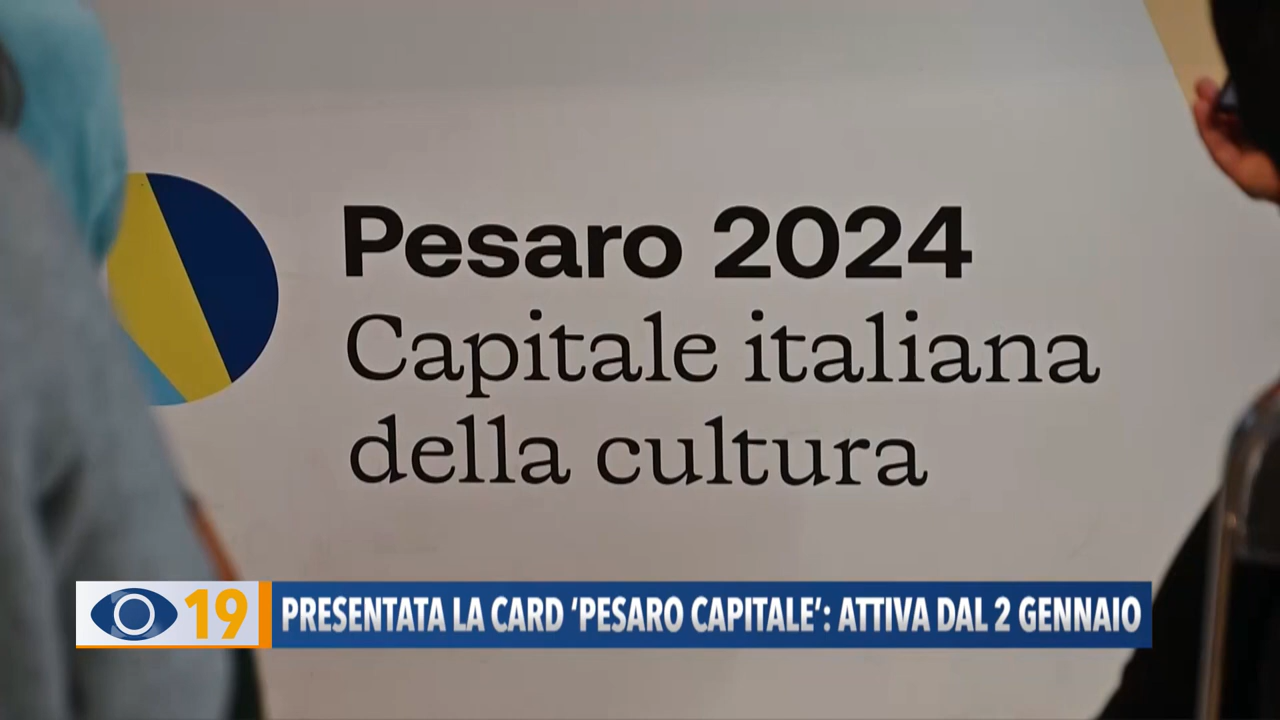 Pesaro 2024
Capitale italiana
della cultura
19
PRESENTATA LA CARD ‘PESARO CAPITALE’: ATTIVA DAL 2 GENNAIO